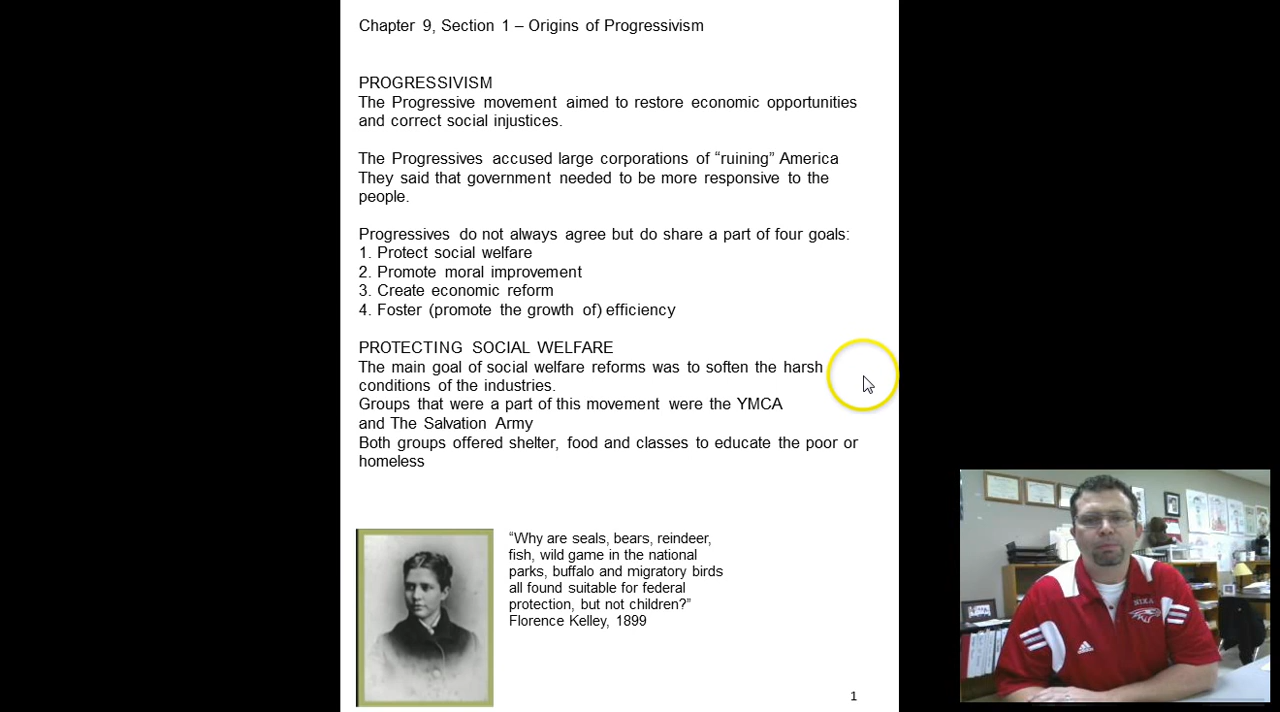 Chapter 9, Section 1 – Origins of Progressivism
PROGRESSIVISM
The Progressive movement aimed to restore economic opportunities
and correct social injustices.
The Progressives accused large corporations of “ruining” America
They said that government needed to be more responsive to the
people.
Progressives do not always agree but do share a part of four goals:
1. Protect social welfare
2. Promote moral improvement
3. Create economic reform
4. Foster (promote the growth of) efficiency
PROTECTING SOCIAL WELFARE
The main goal of social welfare reforms was to soften the harsh
conditions of the industries.
Groups that were a part of this movement were the YMCA
and The Salvation Army
Both groups offered shelter, food and classes to educate the poor or
homeless
“Why are seals, bears, reindeer,
fish, wild game in the national
parks, buffalo and migratory birds
all found suitable for federal
protection, but not children?”
Florence Kelley, 1899
1
NIXA
adidas